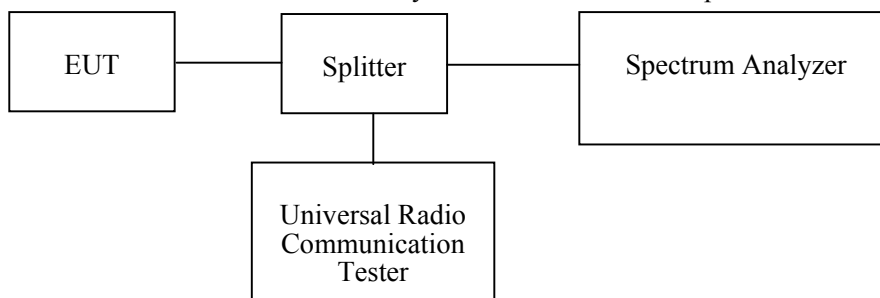 EUT
Splitter
Spectrum Analyzer
Universal Radio
Communication
Tester